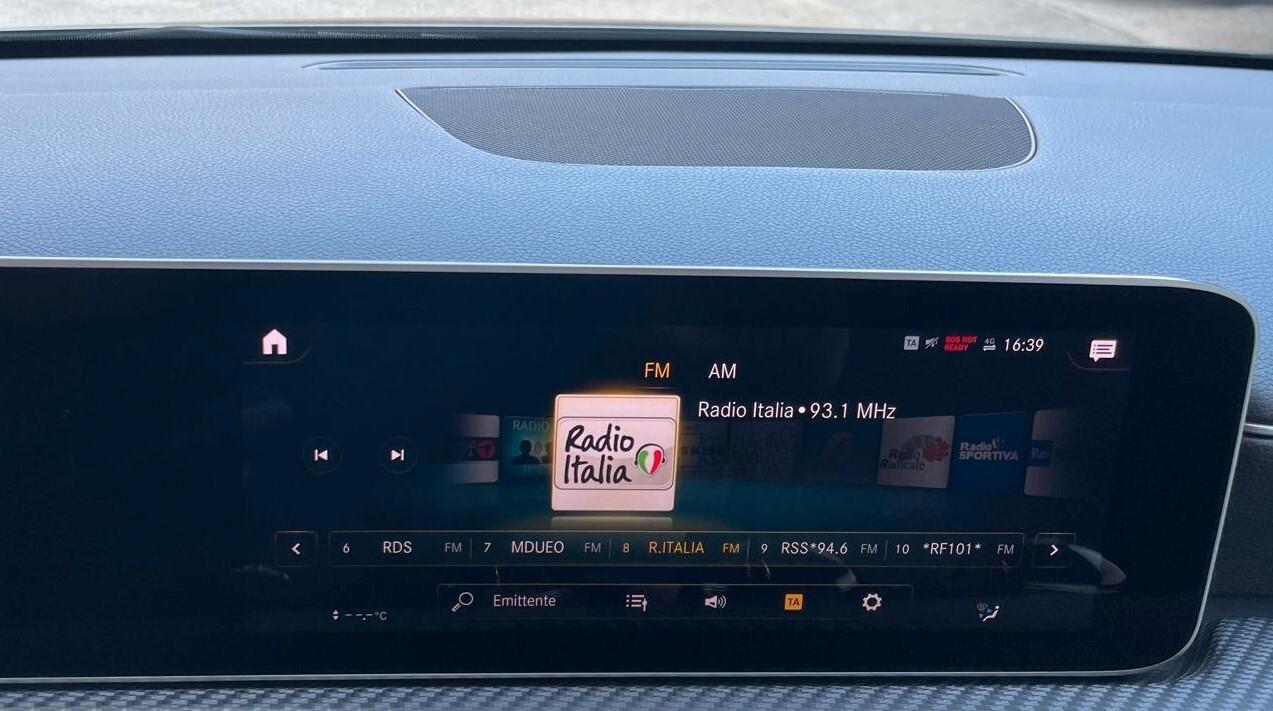 TA SOS NOT READY 4G 16:39
FM AM
Radio Italia • 93.1 MHz
RADIO
Radio Italia
Radio Radicale
Radio SPORTIVA
6 RDS FM 7 MDUEO FM 8 R.ITALIA FM 9 RSS*94.6 FM 10 *RF101* FM
Emittente TA
--.-°C